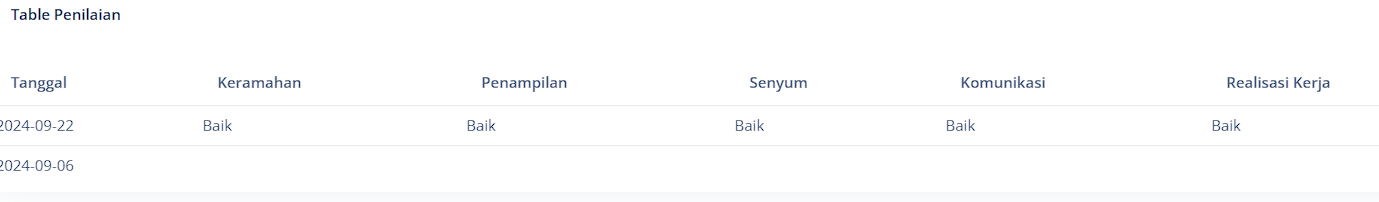 Table Penilaian
Tanggal Keramahan Penampilan Senyum Komunikasi Realisasi Kerja
2024-09-22 Baik Baik Baik Baik Baik
2024-09-06